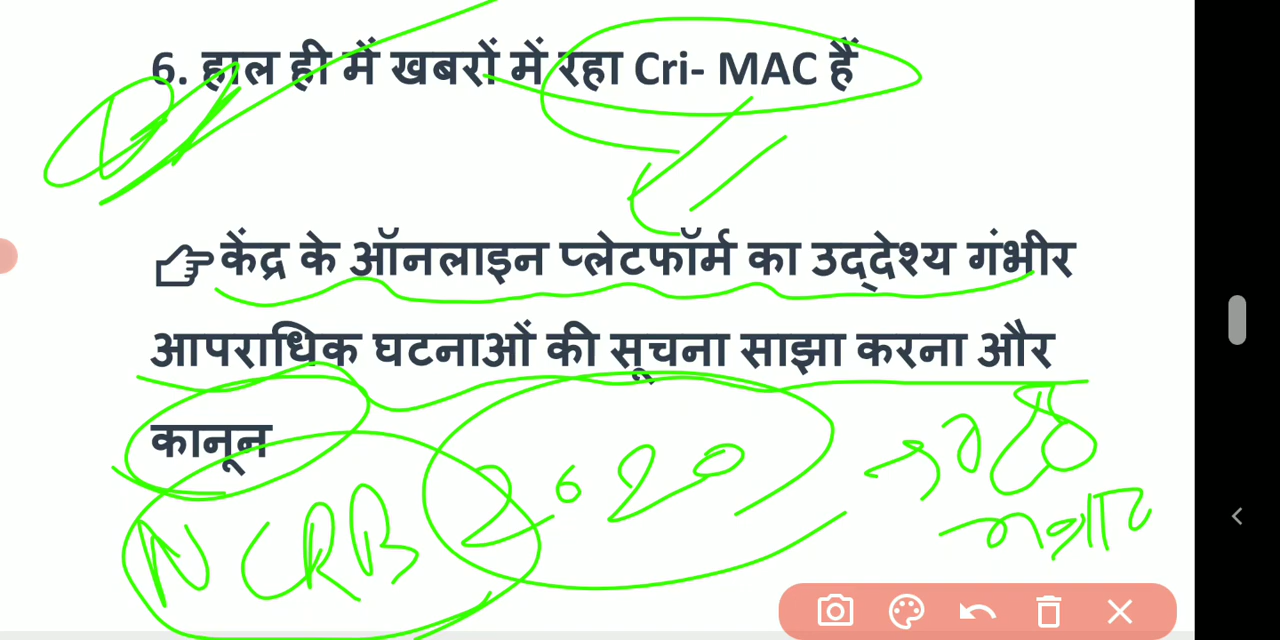 6. हाल ही में खबरों में रहा Cri- MAC हैं
केंद्र के ऑनलाइन प्लेटफॉर्म का उद्देश्य गंभीर
आपराधिक घटनाओं की सूचना साझा करना और
कानून
NCRB 2020